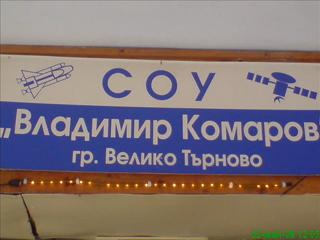 СОУ
„Владимир Комаров"
гр. Велико Търново